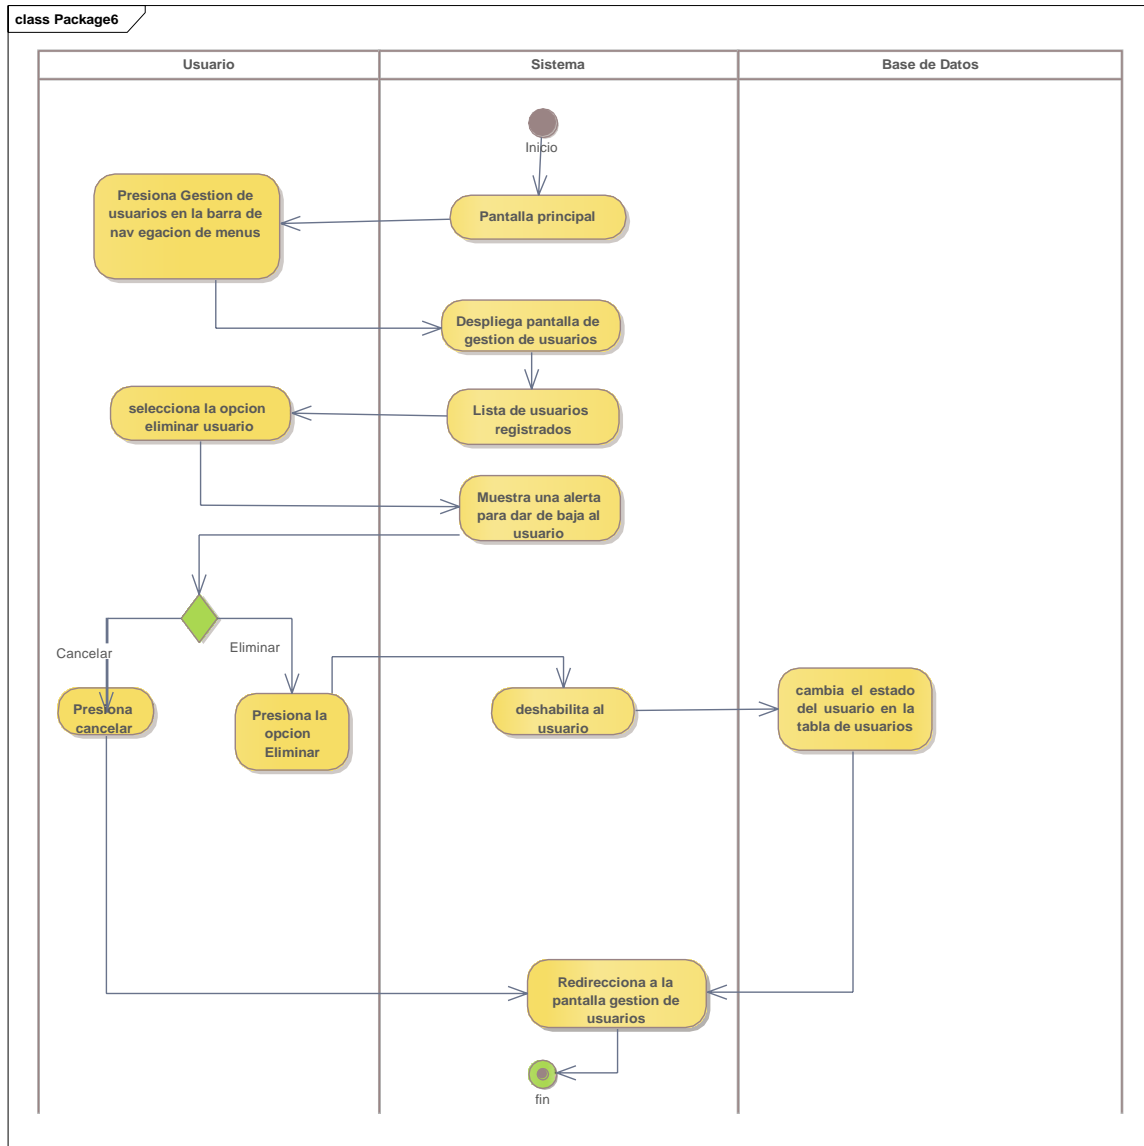 class Package6
Usuario
Sistema
Base de Datos
Inicio
Pantalla principal
Presiona Gestion de
usuarios en la barra de
nav egacion de menus
Despliega pantalla de
gestion de usuarios
Lista de usuarios
registrados
selecciona la opcion
eliminar usuario
Muestra una alerta
para dar de baja al
usuario
Cancelar
Eliminar
Presiona
cancelar
Presiona la
opcion
Eliminar
deshabilita al
usuario
cambia el estado
del usuario en la
tabla de usuarios
Redirecciona a la
pantalla gestion de
usuarios
fin